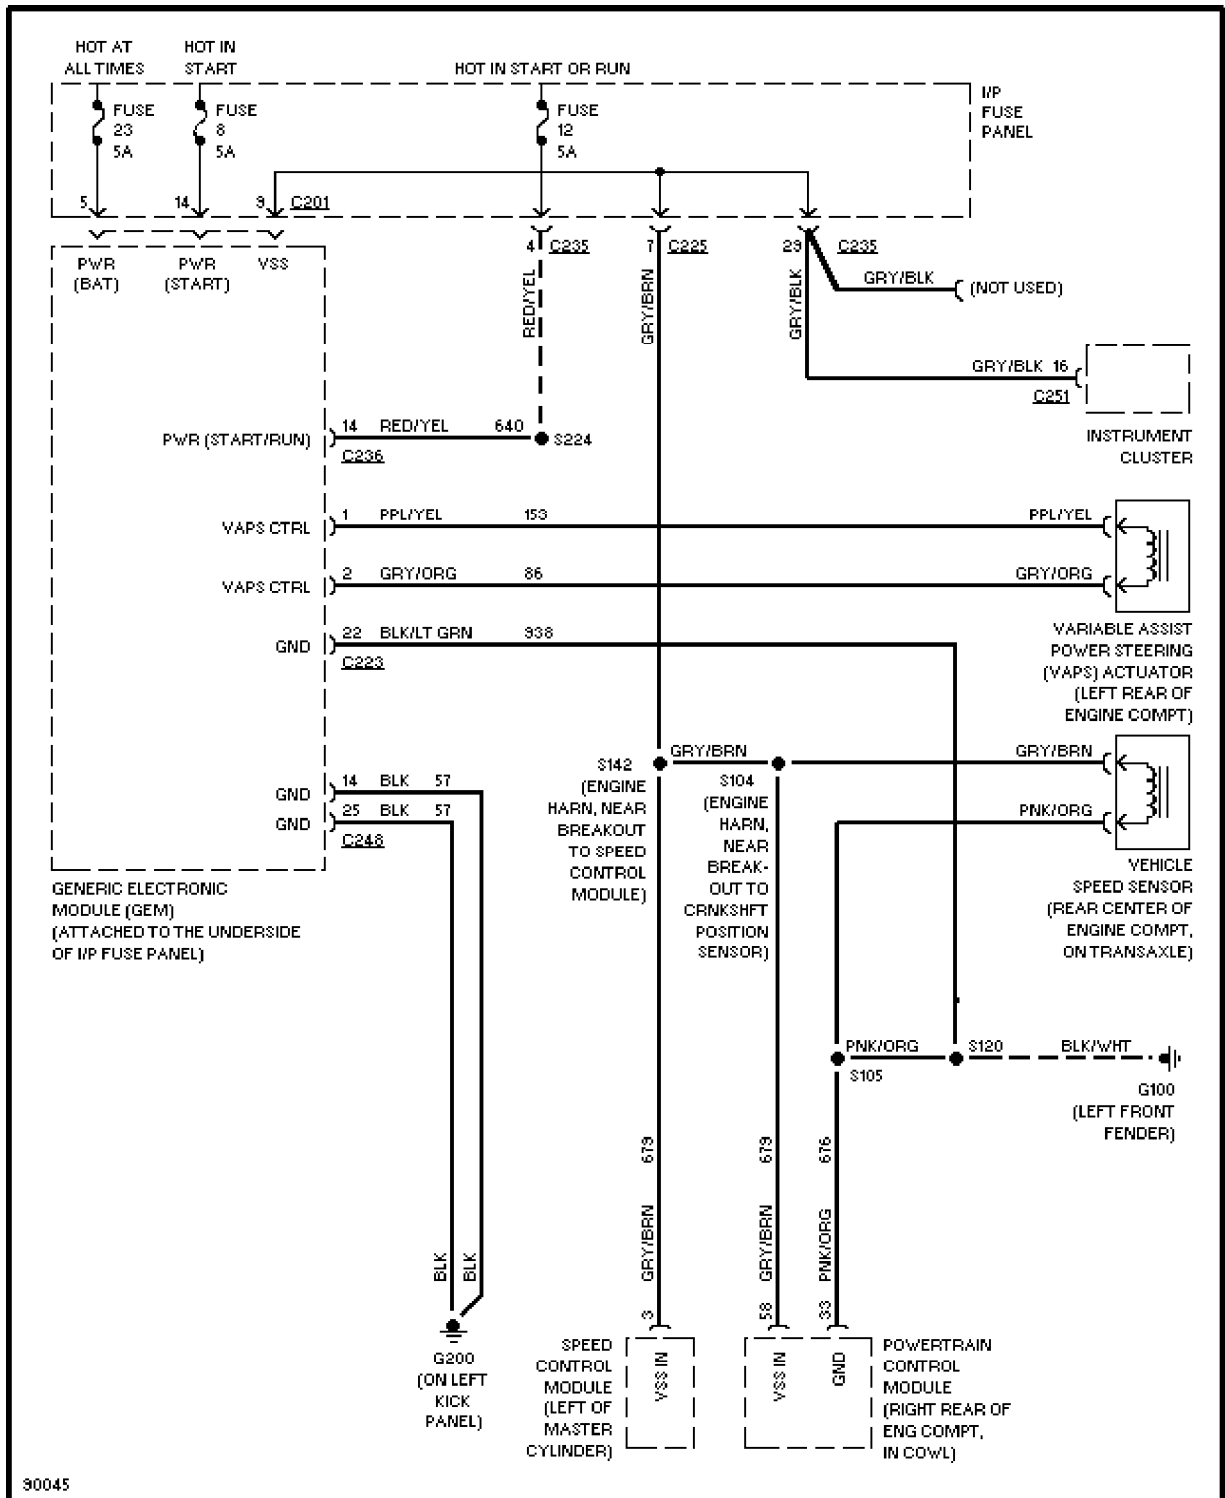 HOT AT
ALL TIMES
HOT IN
START
HOT IN START OR RUN
I/P
FUSE
PANEL
FUSE
23
5A
FUSE
8
5A
FUSE
12
5A
5
14
9
C201
4
C235
7
C225
29
C235
PWR
(BAT)
PWR
(START)
VSS
RED/YEL
GRY/BRN
GRY/BLK
GRY/BLK
(NOT USED)
GRY/BLK 16
C251
INSTRUMENT
CLUSTER
PWR (START/RUN)
14 RED/YEL 640
S224
C236
VAPS CTRL
1 PPL/YEL 153
PPL/YEL
VAPS CTRL
2 GRY/ORG 86
GRY/ORG
GND
22 BLK/LT GRN 938
C223
VARIABLE ASSIST
POWER STEERING
(VAPS) ACTUATOR
(LEFT REAR OF
ENGINE COMPT)
GND
14 BLK 57
GND
25 BLK 57
C248
GENERIC ELECTRONIC
MODULE (GEM)
(ATTACHED TO THE UNDERSIDE
OF I/P FUSE PANEL)
S142
(ENGINE
HARN, NEAR
BREAKOUT
TO SPEED
CONTROL
MODULE)
GRY/BRN
S104
(ENGINE
HARN,
NEAR
BREAK-
OUT TO
CRNKSHFT
POSITION
SENSOR)
GRY/BRN
PNK/ORG
VEHICLE
SPEED SENSOR
(REAR CENTER OF
ENGINE COMPT,
ON TRANSAXLE)
PNK/ORG
S105
S120
BLK/WHT
G100
(LEFT FRONT
FENDER)
679
679
676
GRY/BRN
GRY/BRN
PNK/ORG
BLK
BLK
3
58
33
G200
(ON LEFT
KICK
PANEL)
SPEED
CONTROL
MODULE
(LEFT OF
MASTER
CYLINDER)
VSS IN
VSS IN
GND
POWERTRAIN
CONTROL
MODULE
(RIGHT REAR OF
ENG COMPT,
IN COWL)
90045